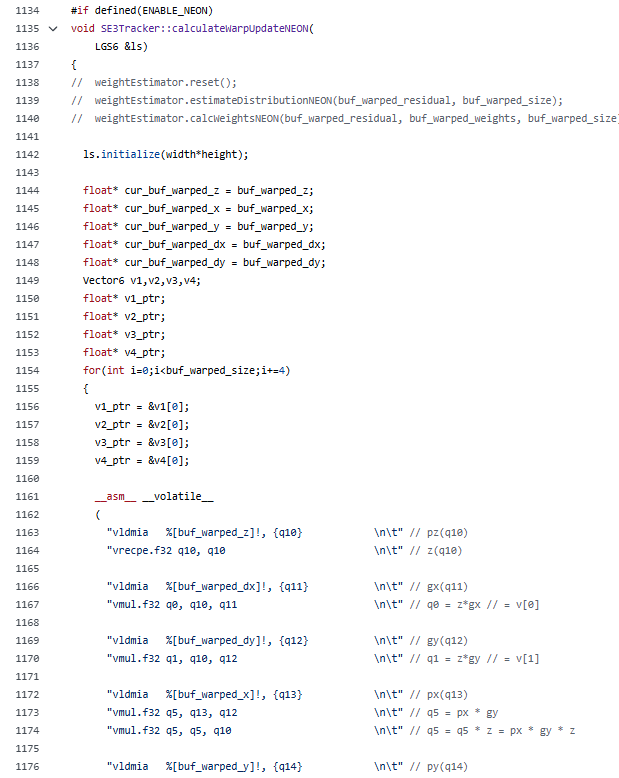 1134 #if defined(ENABLE_NEON)
1135 void SE3Tracker::calculateWarpUpdateNEON(
1136 LGS6 &ls)
1137 {
1138 // weightEstimator.reset();
1139 // weightEstimator.estimateDistributionNEON(buf_warped_residual, buf_warped_size);
1140 // weightEstimator.calcWeightsNEON(buf_warped_residual, buf_warped_weights, buf_warped_size)
1141
1142 ls.initialize(width*height);
1143
1144 float* cur_buf_warped_z = buf_warped_z;
1145 float* cur_buf_warped_x = buf_warped_x;
1146 float* cur_buf_warped_y = buf_warped_y;
1147 float* cur_buf_warped_dx = buf_warped_dx;
1148 float* cur_buf_warped_dy = buf_warped_dy;
1149 Vector6 v1,v2,v3,v4;
1150 float* v1_ptr;
1151 float* v2_ptr;
1152 float* v3_ptr;
1153 float* v4_ptr;
1154 for(int i=0;i<buf_warped_size;i+=4)
1155 {
1156 v1_ptr = &v1[0];
1157 v2_ptr = &v2[0];
1158 v3_ptr = &v3[0];
1159 v4_ptr = &v4[0];
1160
1161 __asm__ __volatile__
1162 (
1163 "vldmia %[buf_warped_z]!, {q10} \n\t" // pz(q10)
1164 "vrecpe.f32 q10, q10 \n\t" // z(q10)
1165
1166 "vldmia %[buf_warped_dx]!, {q11} \n\t" // gx(q11)
1167 "vmul.f32 q0, q10, q11 \n\t" // q0 = z*gx // = v[0]
1168
1169 "vldmia %[buf_warped_dy]!, {q12} \n\t" // gy(q12)
1170 "vmul.f32 q1, q10, q12 \n\t" // q1 = z*gy // = v[1]
1171
1172 "vldmia %[buf_warped_x]!, {q13} \n\t" // px(q13)
1173 "vmul.f32 q5, q13, q12 \n\t" // q5 = px * gy
1174 "vmul.f32 q5, q5, q10 \n\t" // q5 = q5 * z = px * gy * z
1175
1176 "vldmia %[buf_warped_y]!, {q14} \n\t" // py(q14)